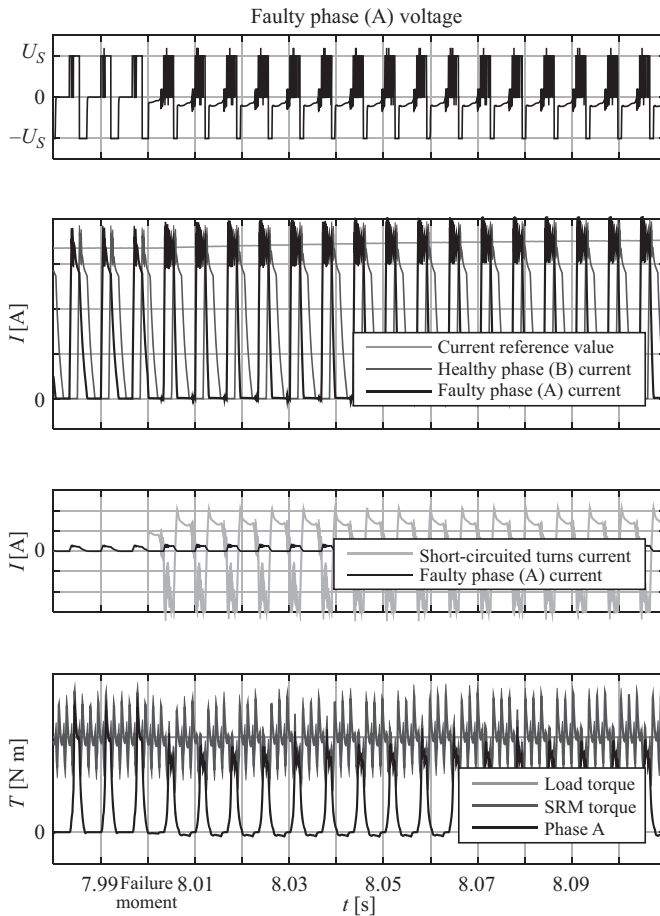 Faulty phase (A) voltage
U_S
0
−U_S
I [A]
0
Current reference value
Healthy phase (B) current
Faulty phase (A) current
I [A]
0
Short-circuited turns current
Faulty phase (A) current
T [N m]
0
Load torque
SRM torque
Phase A
7.99 Failure moment 8.01 8.03 8.05 8.07 8.09
t [s]